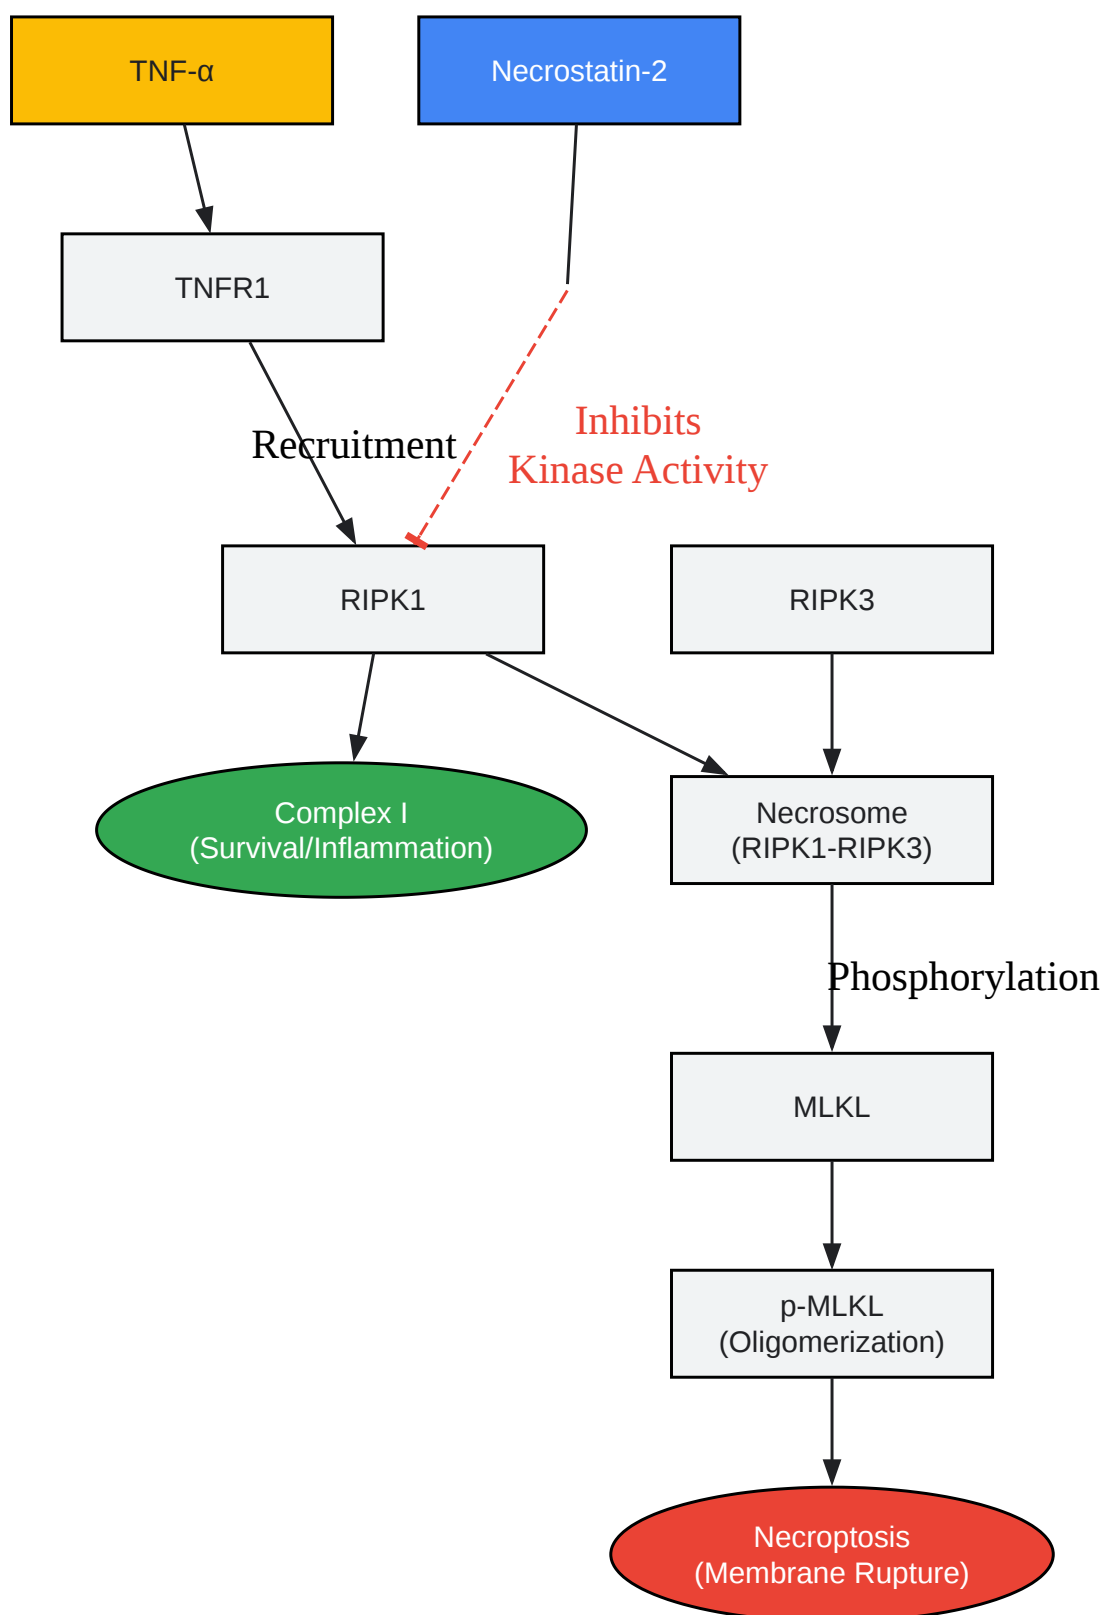 TNF-α
Necrostatin-2
TNFR1
Recruitment
Inhibits
Kinase Activity
RIPK1
RIPK3
Complex I
(Survival/Inflammation)
Necrosome
(RIPK1-RIPK3)
Phosphorylation
MLKL
p-MLKL
(Oligomerization)
Necroptosis
(Membrane Rupture)